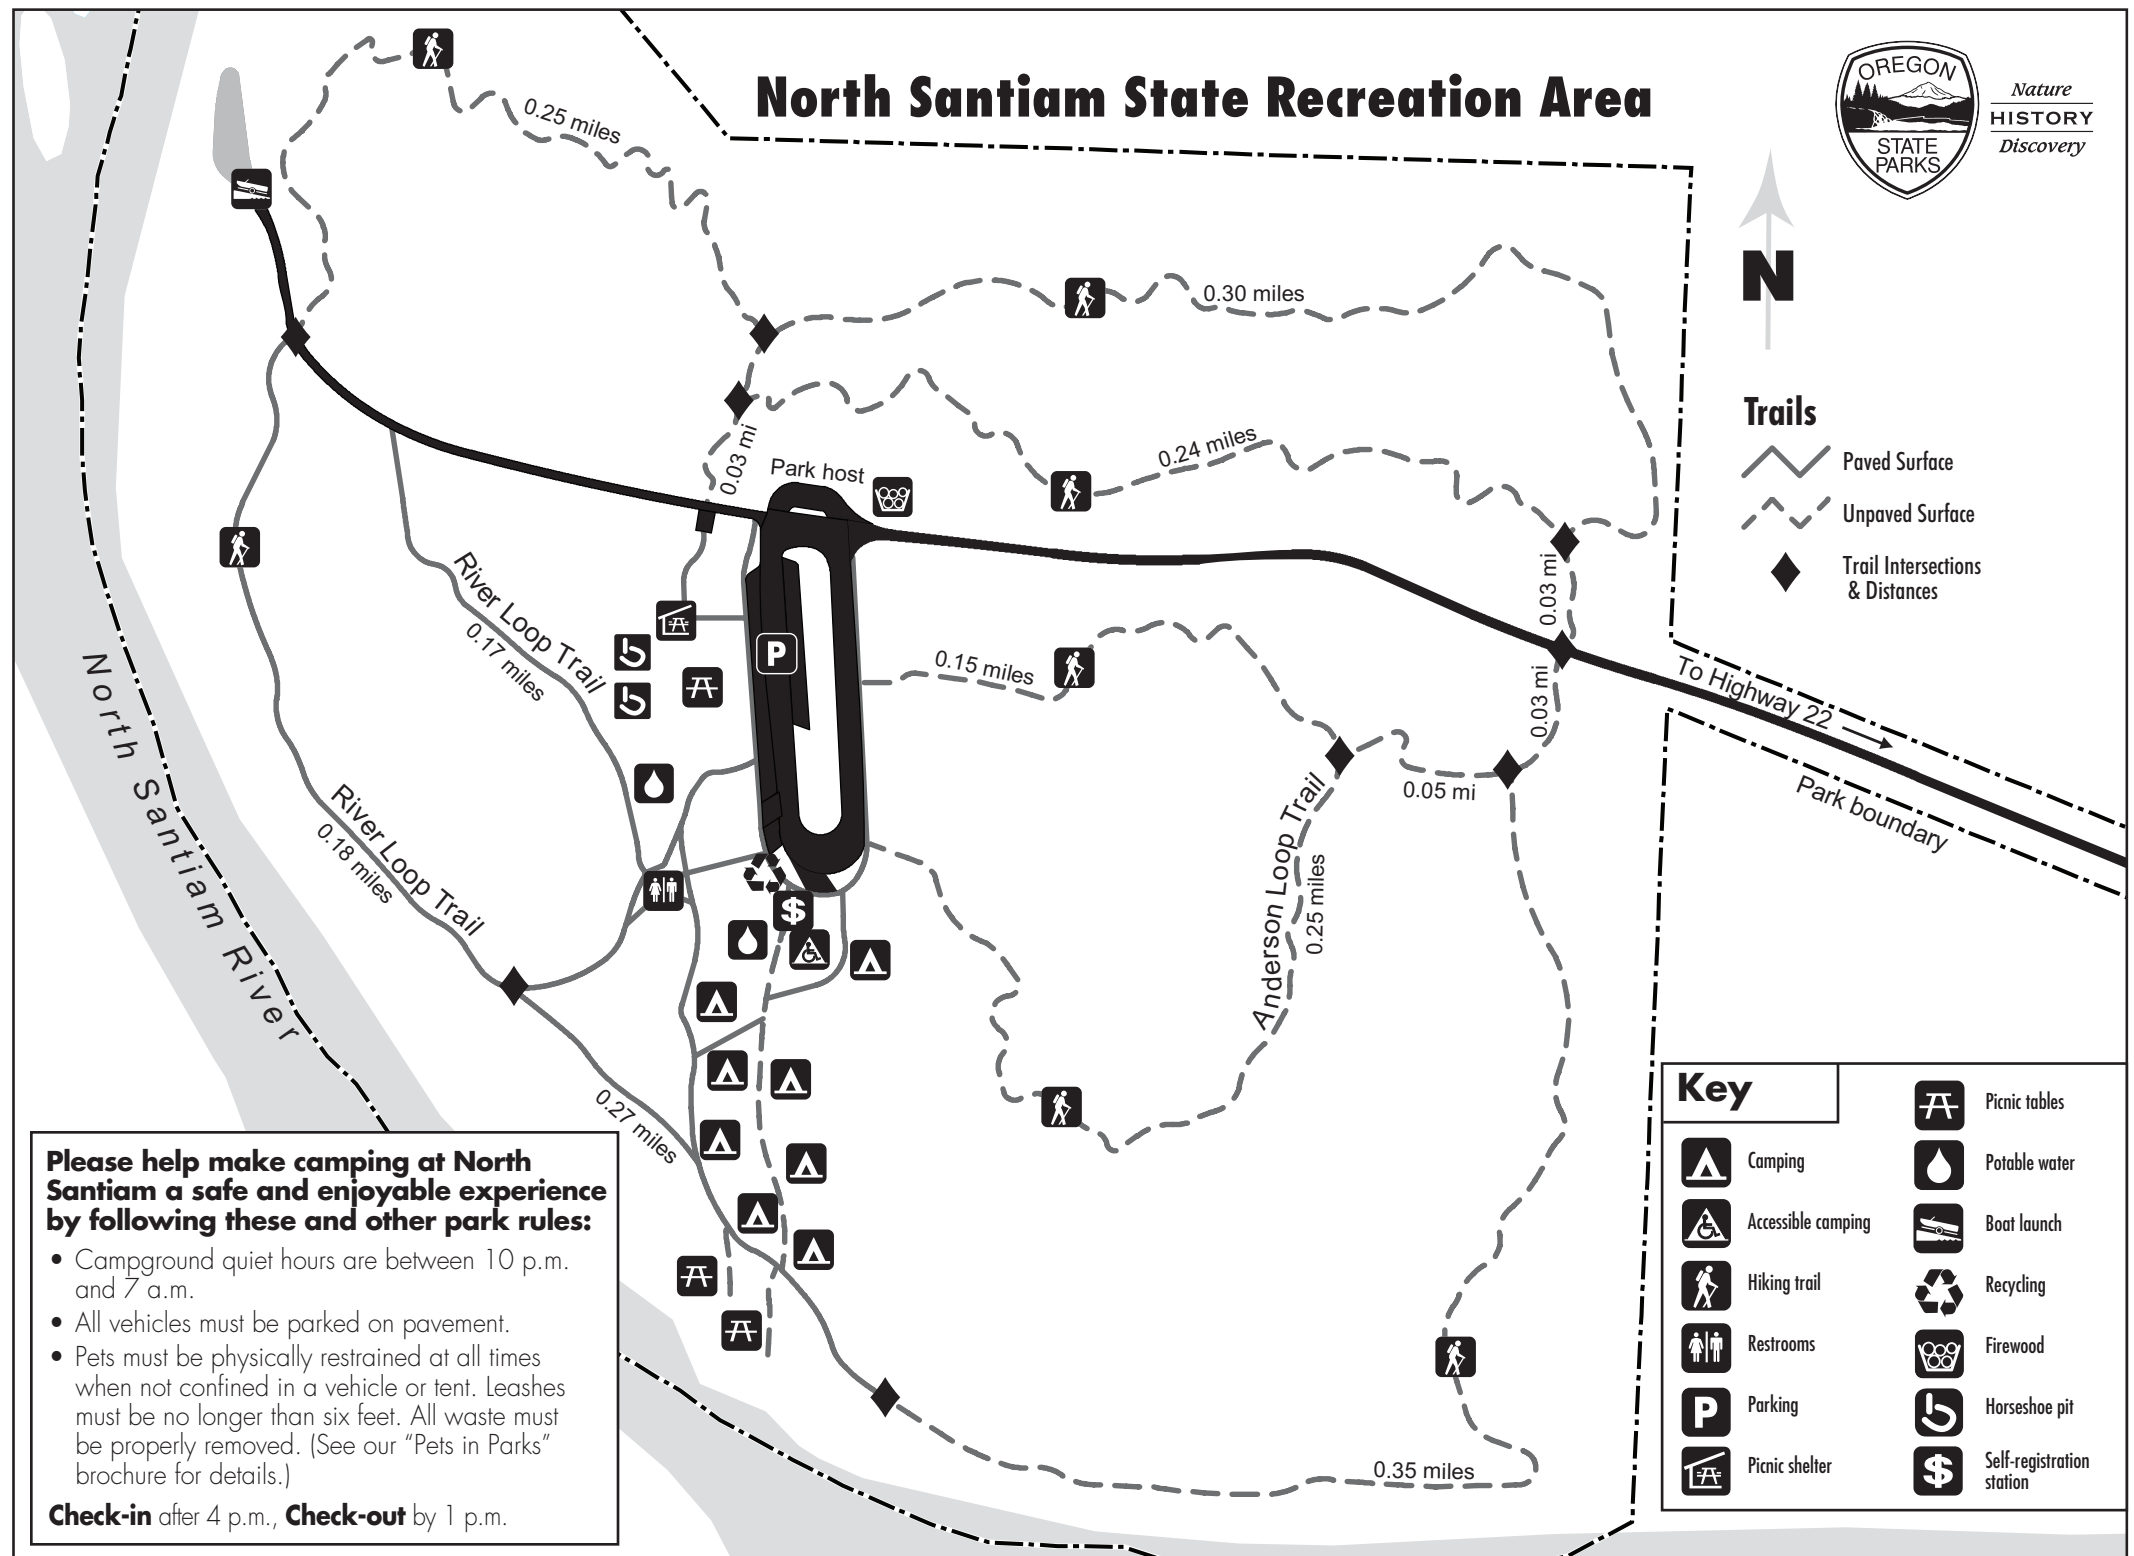 North Santiam State Recreation Area
OREGON
STATE
PARKS
Nature
HISTORY
Discovery
N
0.25 miles
0.30 miles
Trails
Paved Surface
Unpaved Surface
Trail Intersections
& Distances
0.03 mi
Park host
0.24 miles
River Loop Trail
0.17 miles
P
0.15 miles
0.03 mi
0.03 mi
To Highway 22
Park boundary
0.05 mi
Anderson Loop Trail
0.25 miles
North Santiam River
River Loop Trail
0.18 miles
$
0.27 miles
0.35 miles
Please help make camping at North
Santiam a safe and enjoyable experience
by following these and other park rules:
• Campground quiet hours are between 10 p.m.
and 7 a.m.
• All vehicles must be parked on pavement.
• Pets must be physically restrained at all times
when not confined in a vehicle or tent. Leashes
must be no longer than six feet. All waste must
be properly removed. (See our “Pets in Parks”
brochure for details.)
Check-in after 4 p.m., Check-out by 1 p.m.
Key
Camping
Accessible camping
Hiking trail
Restrooms
P Parking
Picnic shelter
Picnic tables
Potable water
Boat launch
Recycling
Firewood
Horseshoe pit
$ Self-registration
station